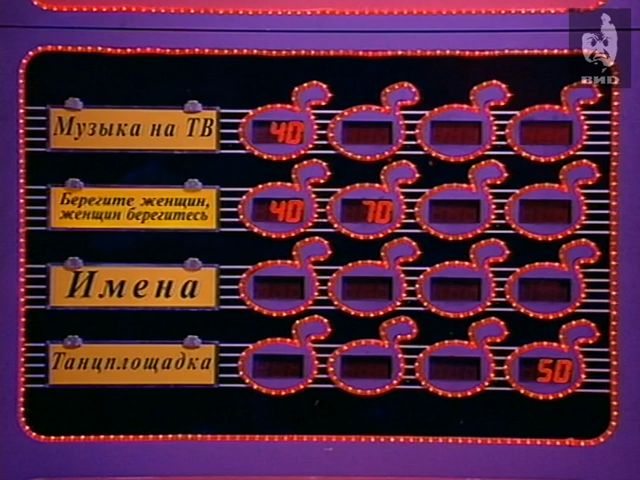 ВИD
Музыка на ТВ 40
Берегите женщин, 40 70
женщин берегитесь
Имена
Танцплощадка 50